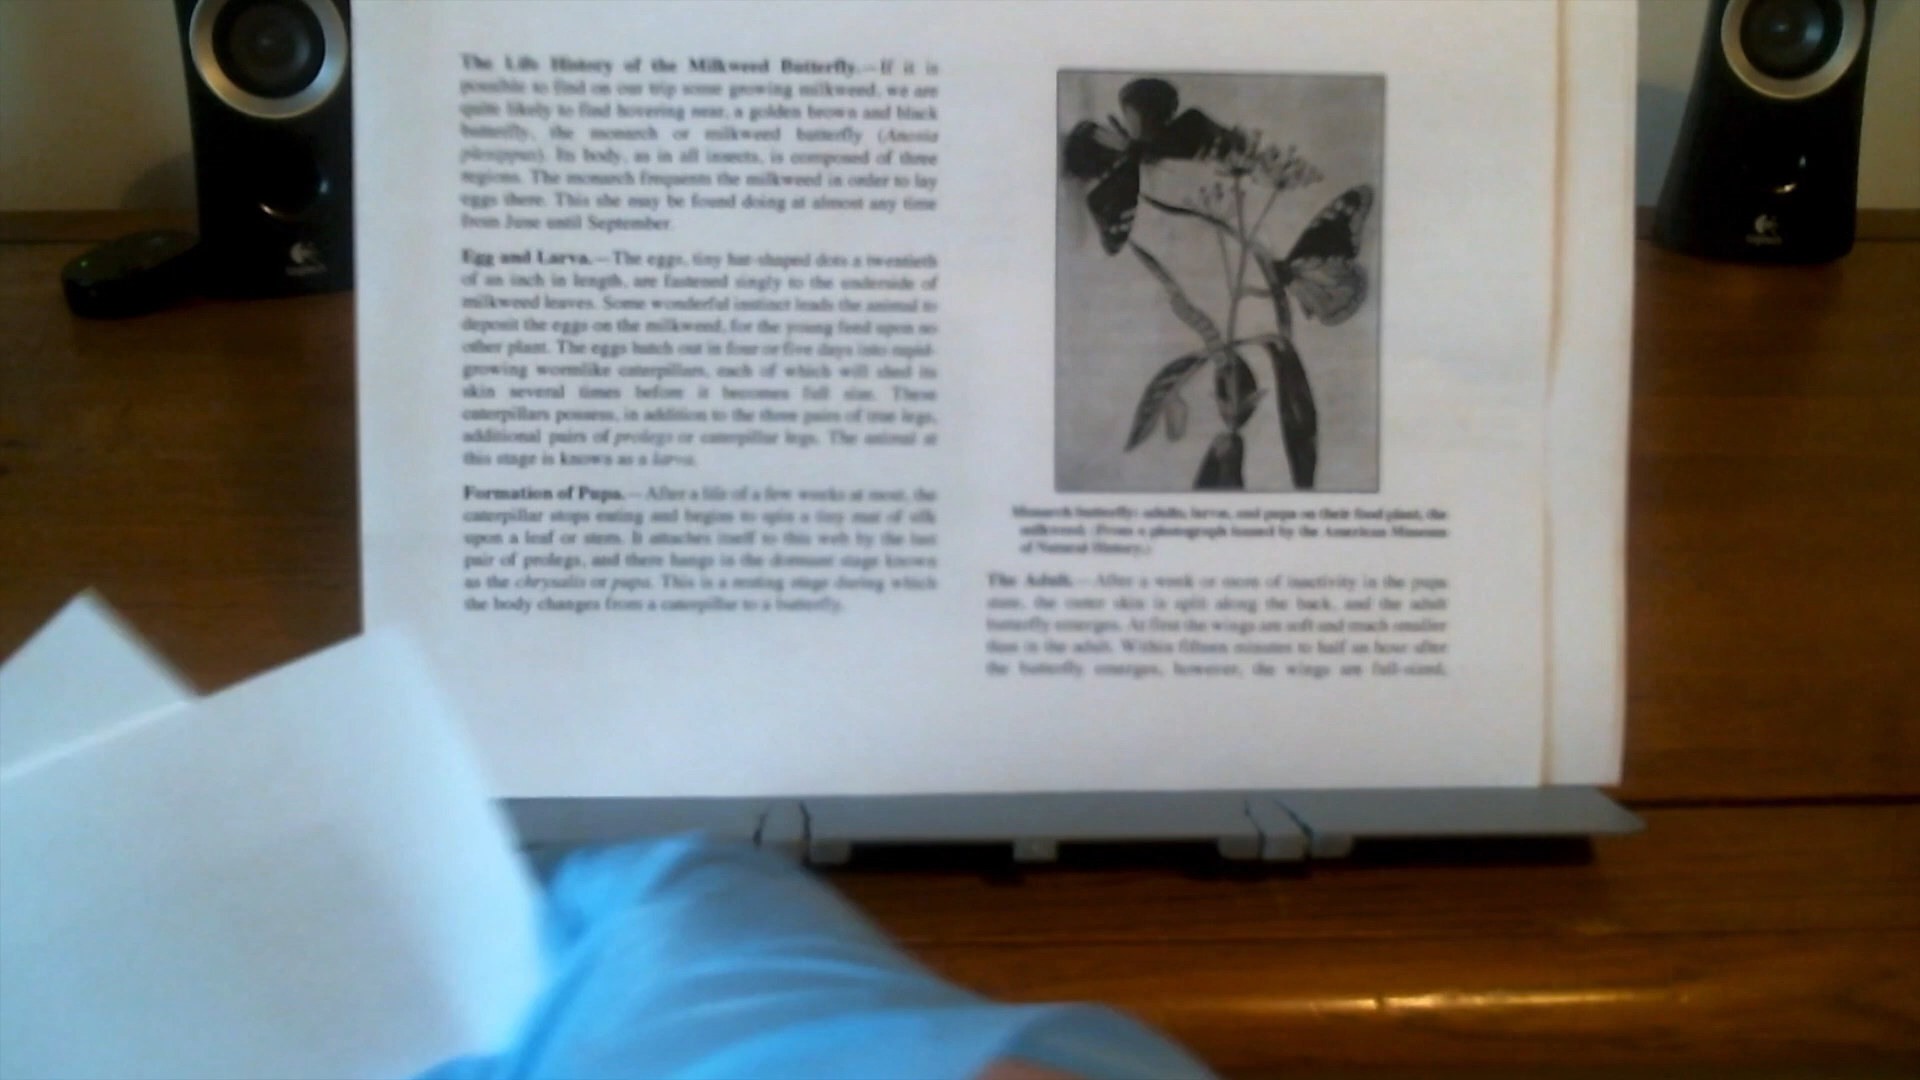 The Life History of the Milkweed Butterfly.—If it is
possible to find on our trip some growing milkweed, we are
quite likely to find hovering near, a golden brown and black
butterfly, the monarch or milkweed butterfly (Anosia
plexippus). Its body, as in all insects, is composed of three
regions. The monarch frequents the milkweed in order to lay
eggs there. This she may be found doing at almost any time
from June until September.
Egg and Larva.—The eggs, tiny hat-shaped dots a twentieth
of an inch in length, are fastened singly to the underside of
milkweed leaves. Some wonderful instinct leads the animal to
deposit the eggs on the milkweed, for the young feed upon no
other plant. The eggs hatch out in four or five days into rapid-
growing wormlike caterpillars, each of which will shed its
skin several times before it becomes full size. These
caterpillars possess, in addition to the three pairs of true legs,
additional pairs of prolegs or caterpillar legs. The animal at
this stage is known as a larva.
Formation of Pupa.—After a life of a few weeks at most, the
caterpillar stops eating and begins to spin a tiny mat of silk
upon a leaf or stem. It attaches itself to this web by the last
pair of prolegs, and there hangs in the dormant stage known
as the chrysalis or pupa. This is a resting stage during which
the body changes from a caterpillar to a butterfly.
Monarch butterfly: adults, larvae, and pupa on their food plant, the
milkweed. (From a photograph loaned by the American Museum
of Natural History.)
The Adult.—After a week or more of inactivity in the pupa
state, the outer skin is split along the back, and the adult
butterfly emerges. At first the wings are soft and much smaller
than in the adult. Within fifteen minutes to half an hour after
the butterfly emerges, however, the wings are full-sized,